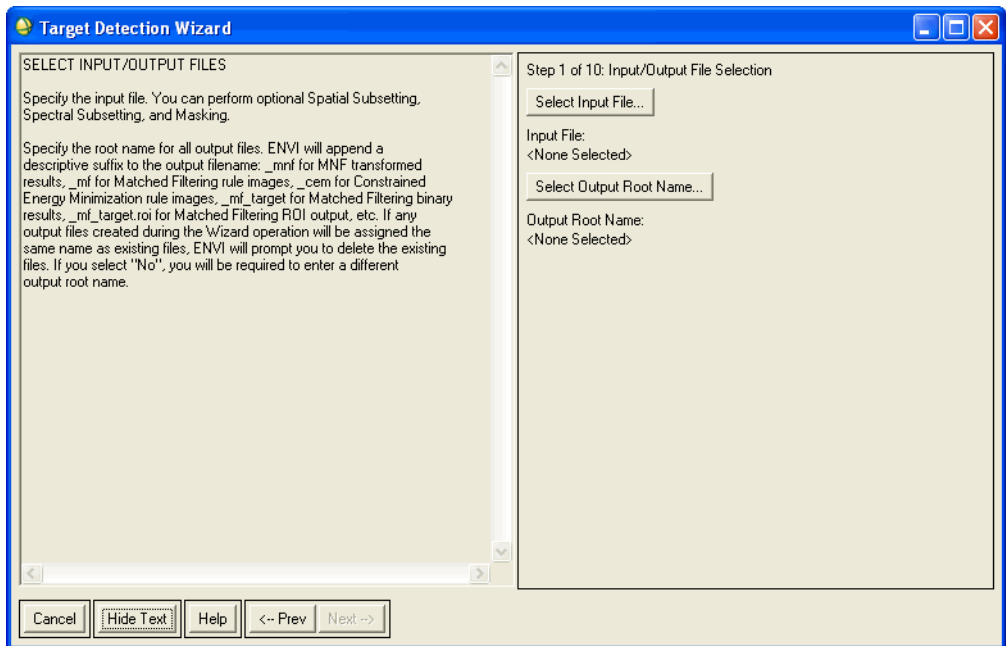 Target Detection Wizard
SELECT INPUT/OUTPUT FILES
Specify the input file. You can perform optional Spatial Subsetting,
Spectral Subsetting, and Masking.
Specify the root name for all output files. ENVI will append a
descriptive suffix to the output filename: _mnf for MNF transformed
results, _mf for Matched Filtering rule images, _cem for Constrained
Energy Minimization rule images, _mf_target for Matched Filtering binary
results, _mf_target.roi for Matched Filtering ROI output, etc. If any
output files created during the Wizard operation will be assigned the
same name as existing files, ENVI will prompt you to delete the existing
files. If you select "No", you will be required to enter a different
output root name.
Step 1 of 10: Input/Output File Selection
Select Input File...
Input File:
<None Selected>
Select Output Root Name...
Output Root Name:
<None Selected>
Cancel Hide Text Help <-- Prev Next -->